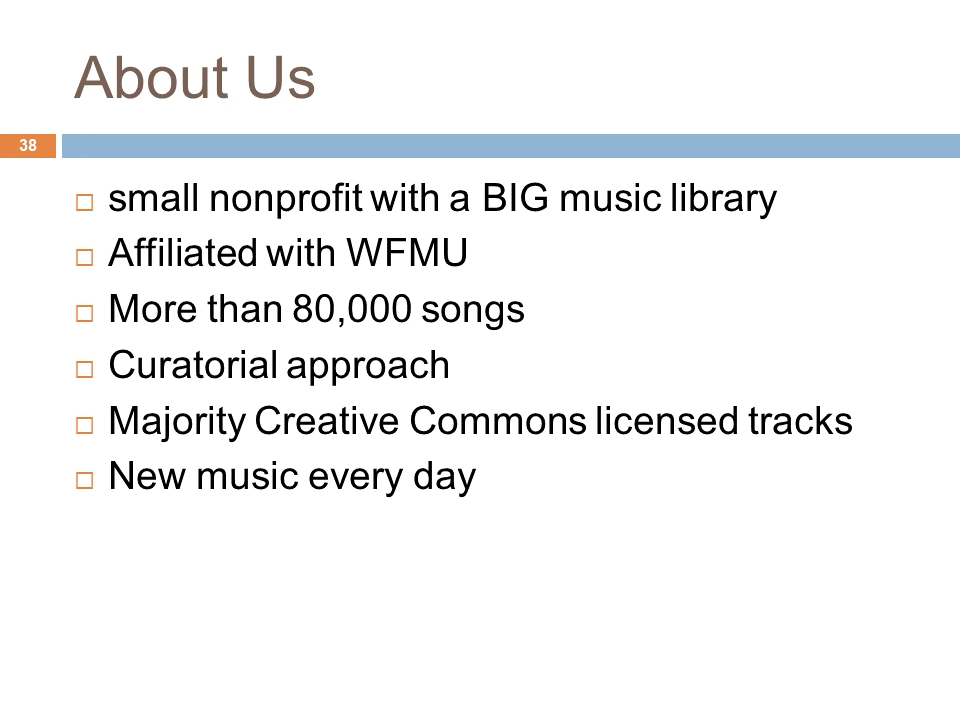 About Us
38
small nonprofit with a BIG music library
Affiliated with WFMU
More than 80,000 songs
Curatorial approach
Majority Creative Commons licensed tracks
New music every day